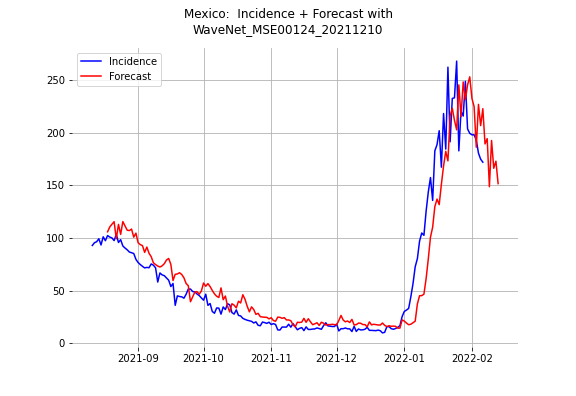 Mexico: Incidence + Forecast with
WaveNet_MSE00124_20211210
Incidence
Forecast
250
200
150
100
50
0
2021-09 2021-10 2021-11 2021-12 2022-01 2022-02